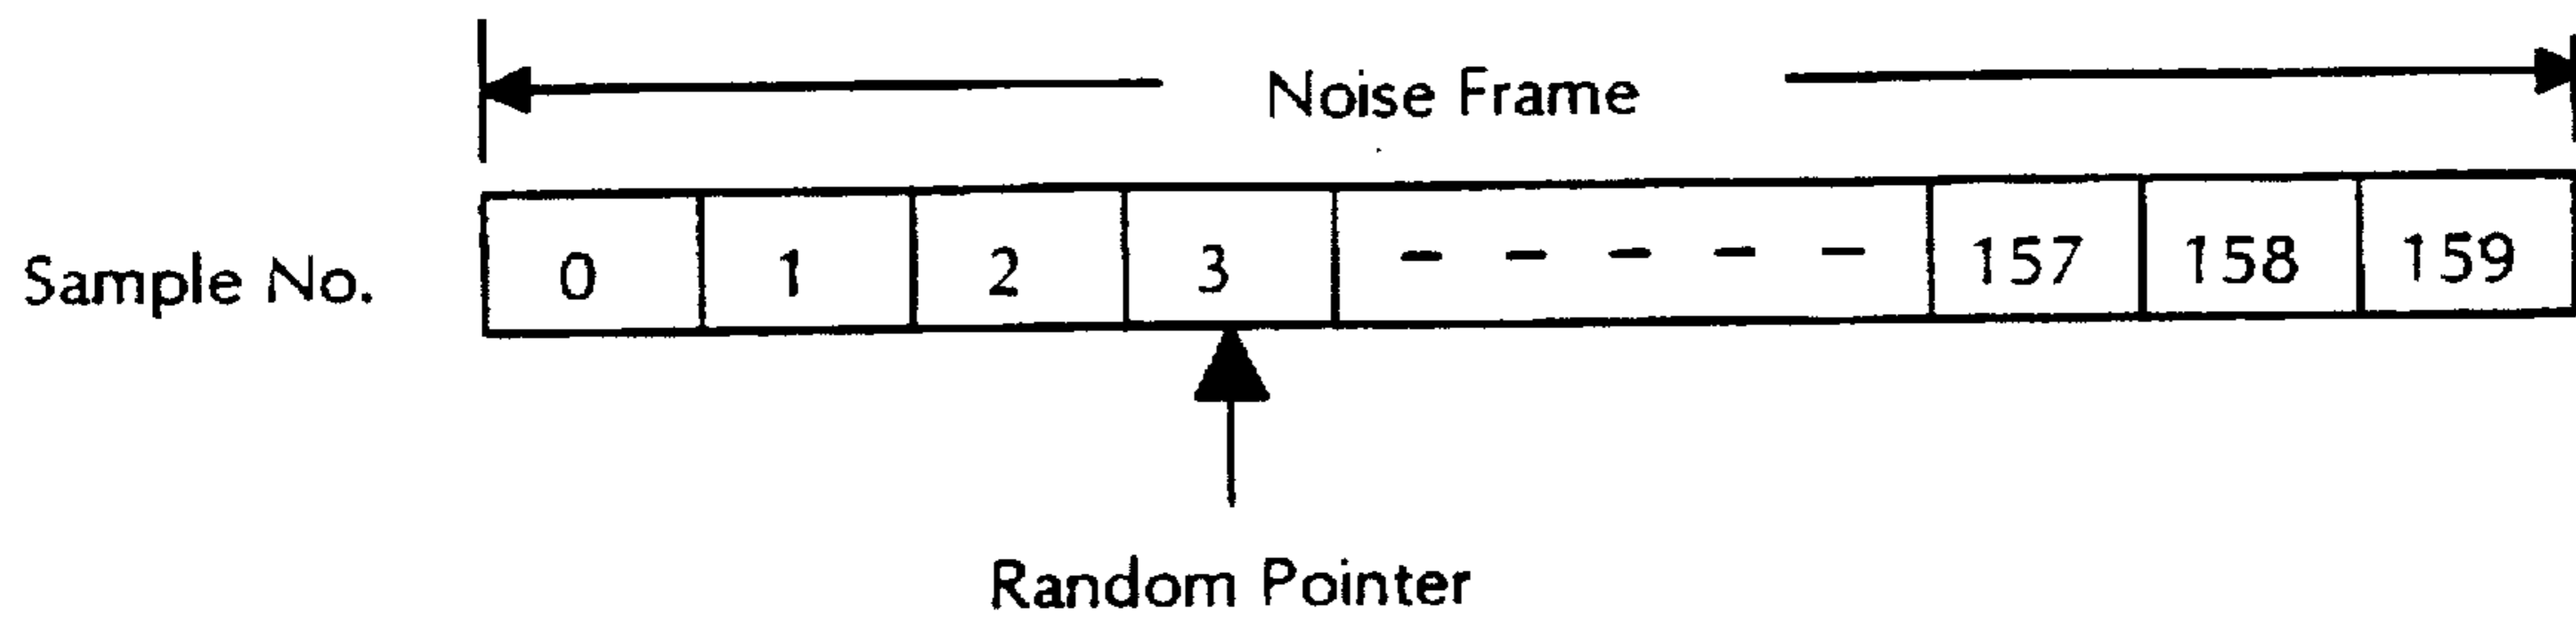 Noise Frame
Sample No. 0 1 2 3 - - - - - 157 158 159
Random Pointer